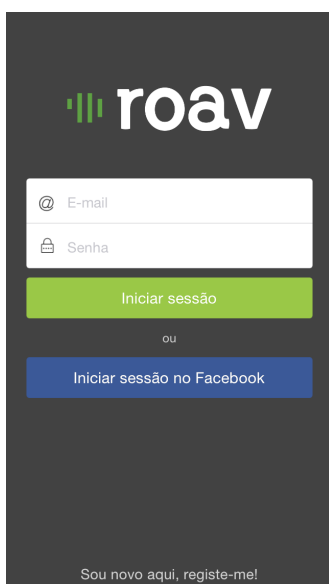 roav
@ E-mail
Senha
Iniciar sessão
ou
Iniciar sessão no Facebook
Sou novo aqui, registe-me!